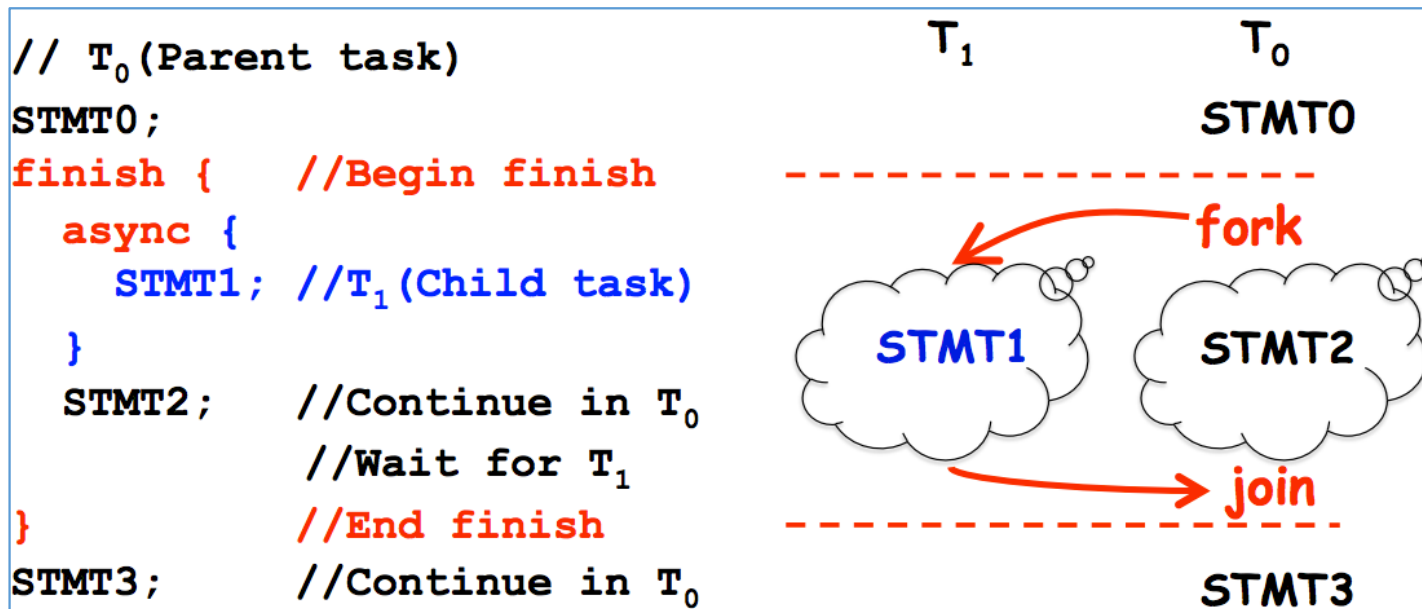 // T₀(Parent task)
STMT0;
finish { //Begin finish
async {
STMT1; //T₁(Child task)
}
STMT2; //Continue in T₀
//Wait for T₁
} //End finish
STMT3; //Continue in T₀
T₁ T₀
STMT0
fork
STMT1 STMT2
join
STMT3